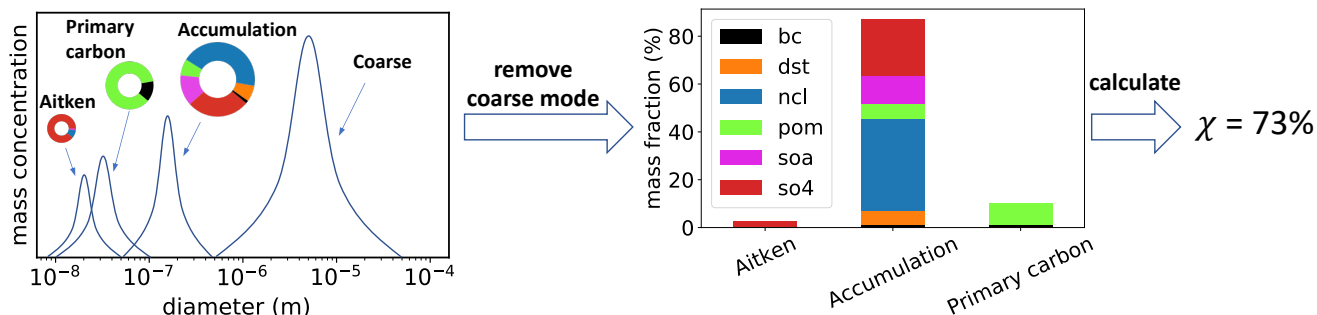 mass concentration
Primary
carbon
Accumulation
Coarse
Aitken
10⁻⁸
10⁻⁷
10⁻⁶
10⁻⁵
10⁻⁴
diameter (m)
remove
coarse mode
mass fraction (%)
80
60
40
20
0
bc
dst
ncl
pom
soa
so4
Aitken
Accumulation
Primary carbon
calculate
χ = 73%